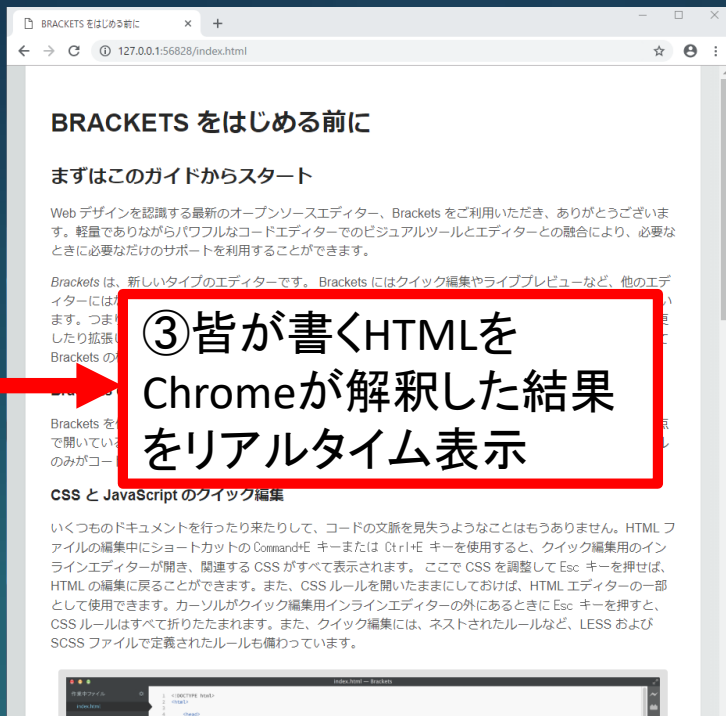 BRACKETS をはじめる前に
127.0.0.1:56828/index.html
BRACKETS をはじめる前に
まずはこのガイドからスタート
Web デザインを認識する最新のオープンソースエディター、Brackets をご利用いただき、ありがとうございま
す。軽量でありながらパワフルなコードエディターでのビジュアルツールとエディターとの融合により、必要な
ときに必要なだけのサポートを利用することができます。
Brackets は、新しいタイプのエディターです。 Brackets にはクイック編集やライブプレビューなど、他のエデ
ィターには
ます。つまり
したり拡張し
Brackets の
③皆が書くHTMLを
Chromeが解釈した結果
をリアルタイム表示
Brackets を
で開いている
のみがコード
CSS と JavaScript のクイック編集
いくつものドキュメントを行ったり来たりして、コードの文脈を見失うようなことはもうありません。HTML フ
ァイルの編集中にショートカットの Command+E キーまたは Ctrl+E キーを使用すると、クイック編集用のイン
ラインエディターが開き、関連する CSS がすべて表示されます。 ここで CSS を調整して Esc キーを押せば、
HTML の編集に戻ることができます。また、CSS ルールを開いたままにしておけば、HTML エディターの一部
として使用できます。カーソルがクイック編集用インラインエディターの外にあるときに Esc キーを押すと、
CSS ルールはすべて折りたたまれます。また、クイック編集には、ネストされたルールなど、LESS および
SCSS ファイルで定義されたルールも備わっています。
index.html — Brackets
作業中ファイル
index.html
1 <!DOCTYPE html>
2 <html>
3
4 <head>